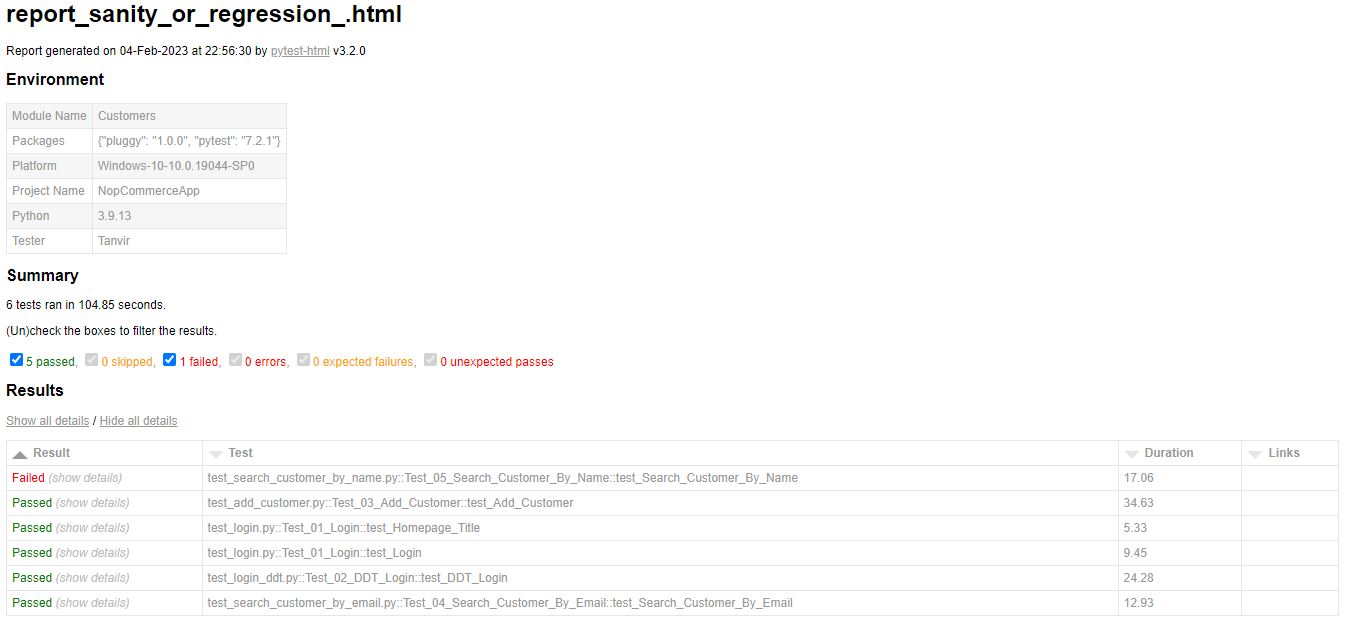 report_sanity_or_regression_.html
Report generated on 04-Feb-2023 at 22:56:30 by pytest-html v3.2.0
Environment
Module Name Customers
Packages {"pluggy": "1.0.0", "pytest": "7.2.1"}
Platform Windows-10-10.0.19044-SP0
Project Name NopCommerceApp
Python 3.9.13
Tester Tanvir
Summary
6 tests ran in 104.85 seconds.
(Un)check the boxes to filter the results.
5 passed, 0 skipped, 1 failed, 0 errors, 0 expected failures, 0 unexpected passes
Results
Show all details / Hide all details
Result Test Duration Links
Failed (show details) test_search_customer_by_name.py::Test_05_Search_Customer_By_Name::test_Search_Customer_By_Name 17.06
Passed (show details) test_add_customer.py::Test_03_Add_Customer::test_Add_Customer 34.63
Passed (show details) test_login.py::Test_01_Login::test_Homepage_Title 5.33
Passed (show details) test_login.py::Test_01_Login::test_Login 9.45
Passed (show details) test_login_ddt.py::Test_02_DDT_Login::test_DDT_Login 24.28
Passed (show details) test_search_customer_by_email.py::Test_04_Search_Customer_By_Email::test_Search_Customer_By_Email 12.93